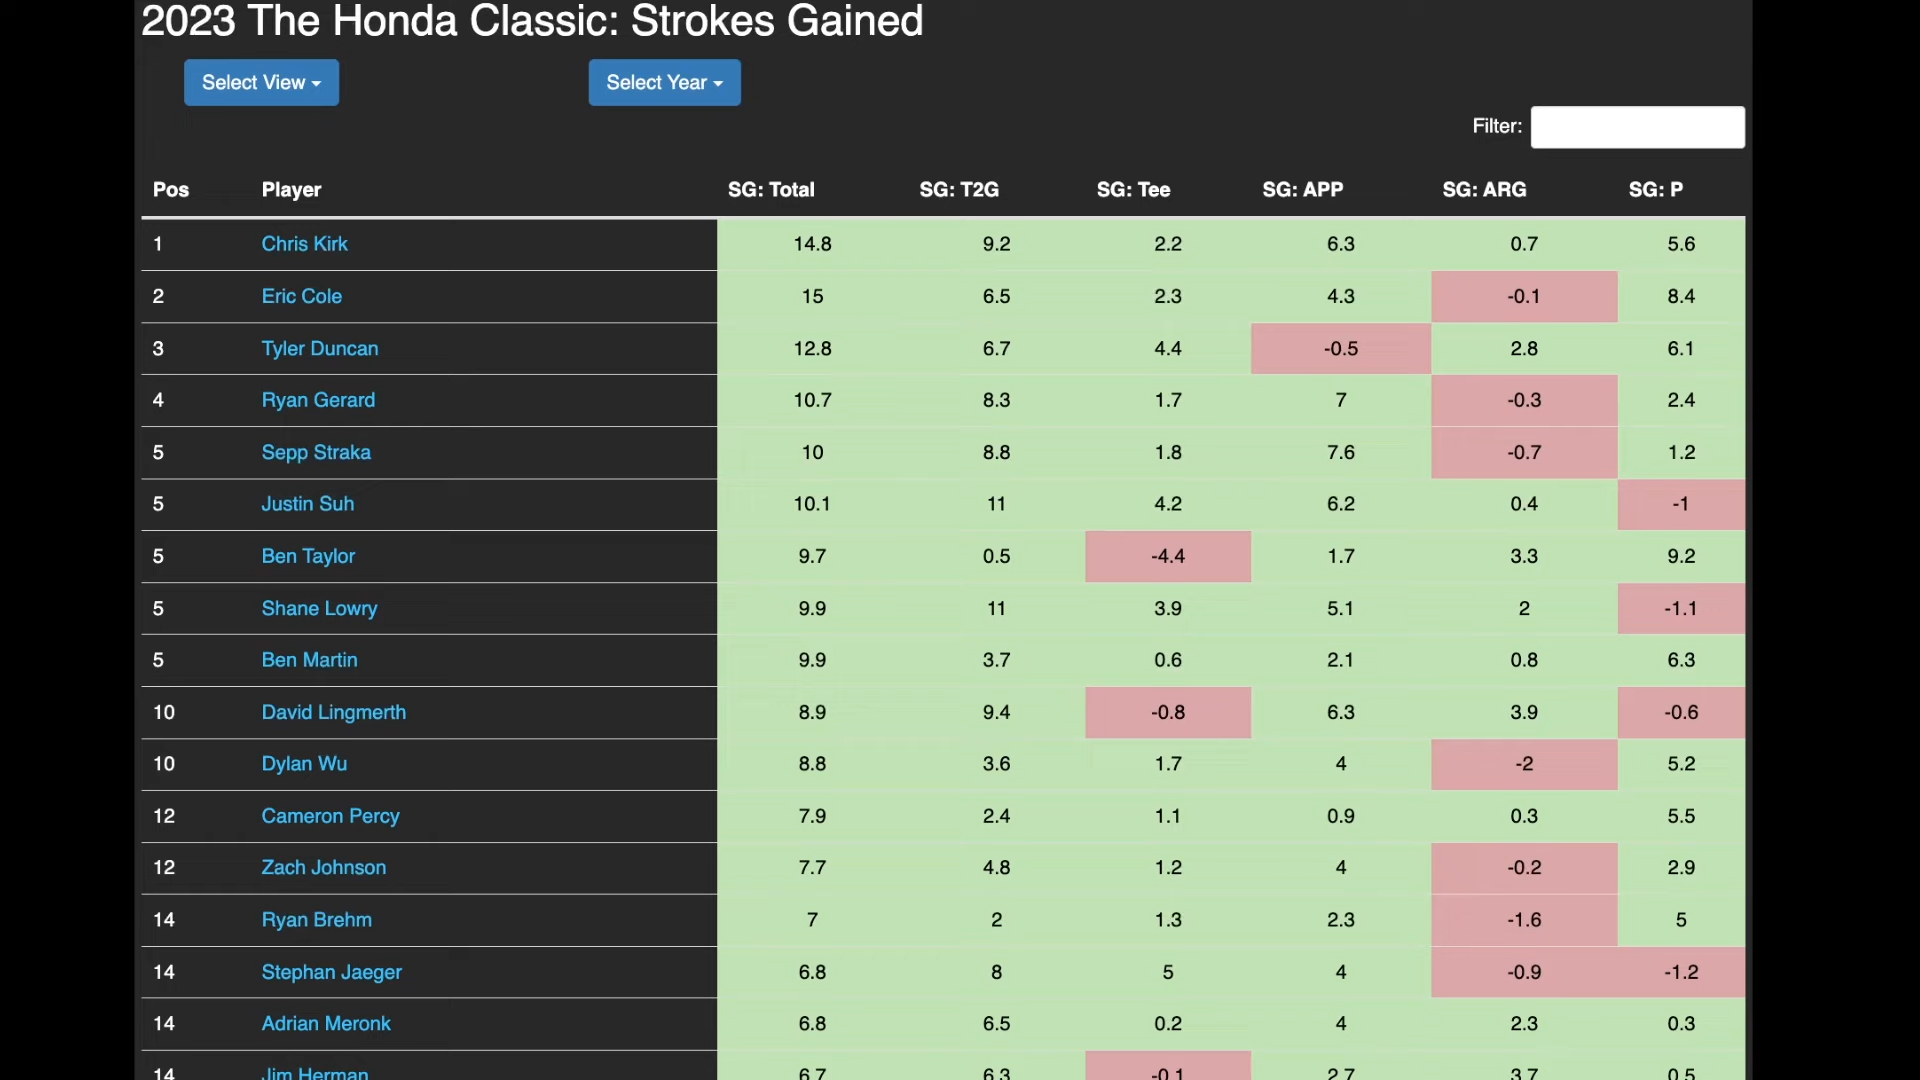 2023 The Honda Classic: Strokes Gained
Select View
Select Year
Filter:
Pos Player SG: Total SG: T2G SG: Tee SG: APP SG: ARG SG: P
1 Chris Kirk 14.8 9.2 2.2 6.3 0.7 5.6
2 Eric Cole 15 6.5 2.3 4.3 -0.1 8.4
3 Tyler Duncan 12.8 6.7 4.4 -0.5 2.8 6.1
4 Ryan Gerard 10.7 8.3 1.7 7 -0.3 2.4
5 Sepp Straka 10 8.8 1.8 7.6 -0.7 1.2
5 Justin Suh 10.1 11 4.2 6.2 0.4 -1
5 Ben Taylor 9.7 0.5 -4.4 1.7 3.3 9.2
5 Shane Lowry 9.9 11 3.9 5.1 2 -1.1
5 Ben Martin 9.9 3.7 0.6 2.1 0.8 6.3
10 David Lingmerth 8.9 9.4 -0.8 6.3 3.9 -0.6
10 Dylan Wu 8.8 3.6 1.7 4 -2 5.2
12 Cameron Percy 7.9 2.4 1.1 0.9 0.3 5.5
12 Zach Johnson 7.7 4.8 1.2 4 -0.2 2.9
14 Ryan Brehm 7 2 1.3 2.3 -1.6 5
14 Stephan Jaeger 6.8 8 5 4 -0.9 -1.2
14 Adrian Meronk 6.8 6.5 0.2 4 2.3 0.3
14 Jim Herman 6.7 6.3 -0.1 2.7 3.7 0.5